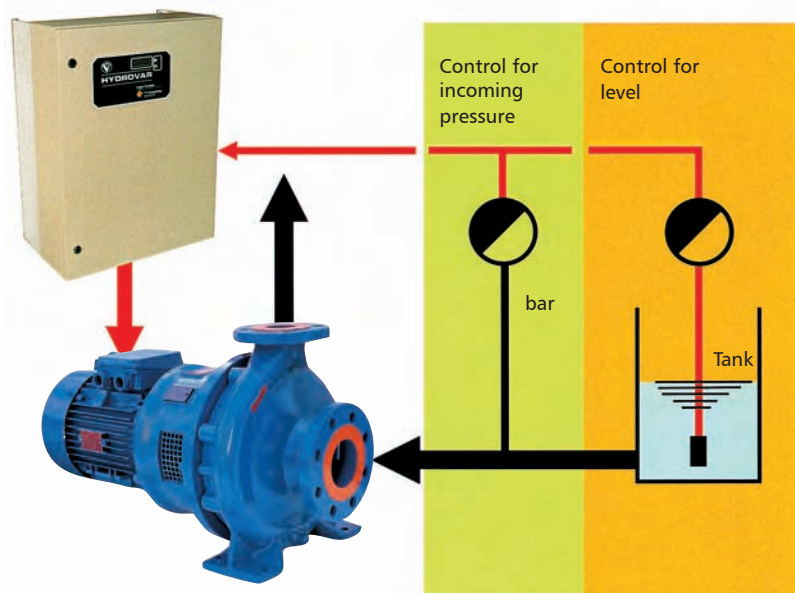 HYDROVAR
Control for
incoming
pressure
Control for
level
bar
Tank